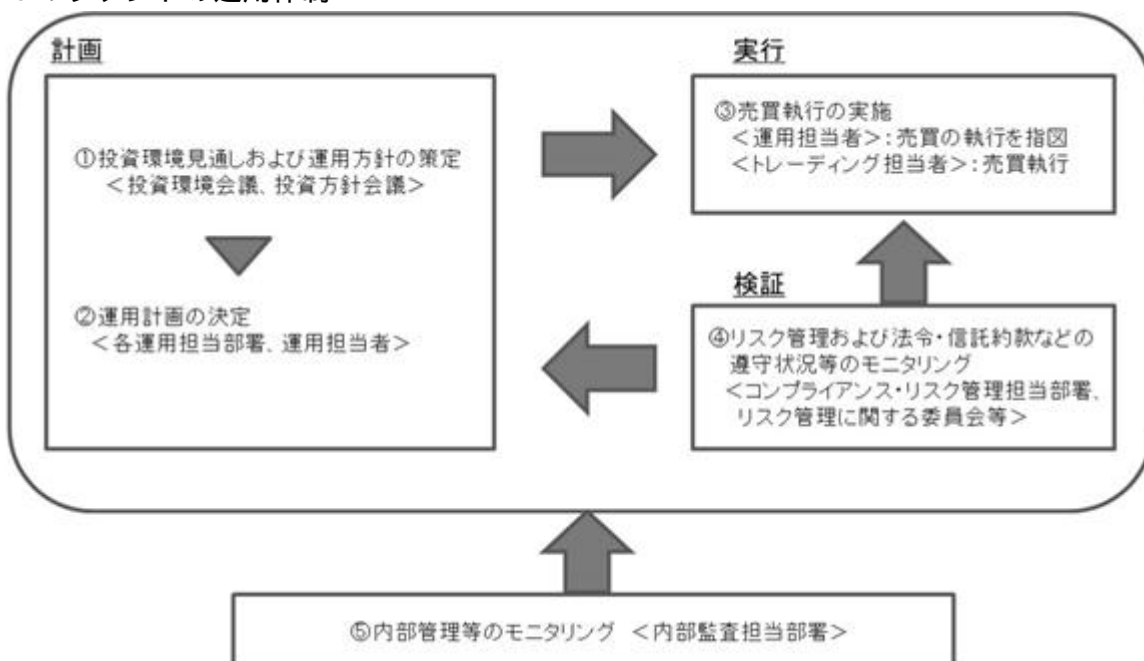 計画
①投資環境見通しおよび運用方針の策定
＜投資環境会議、投資方針会議＞
②運用計画の決定
＜各運用担当部署、運用担当者＞
実行
③売買執行の実施
＜運用担当者＞：売買の執行を指図
＜トレーディング担当者＞：売買執行
検証
④リスク管理および法令・信託約款などの
遵守状況等のモニタリング
＜コンプライアンス・リスク管理担当部署、
リスク管理に関する委員会等＞
⑤内部管理等のモニタリング ＜内部監査担当部署＞